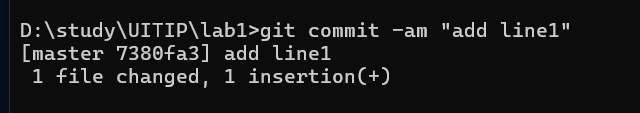 D:\study\UITIP\lab1>git commit -am "add line1"
[master 7380fa3] add line1
 1 file changed, 1 insertion(+)